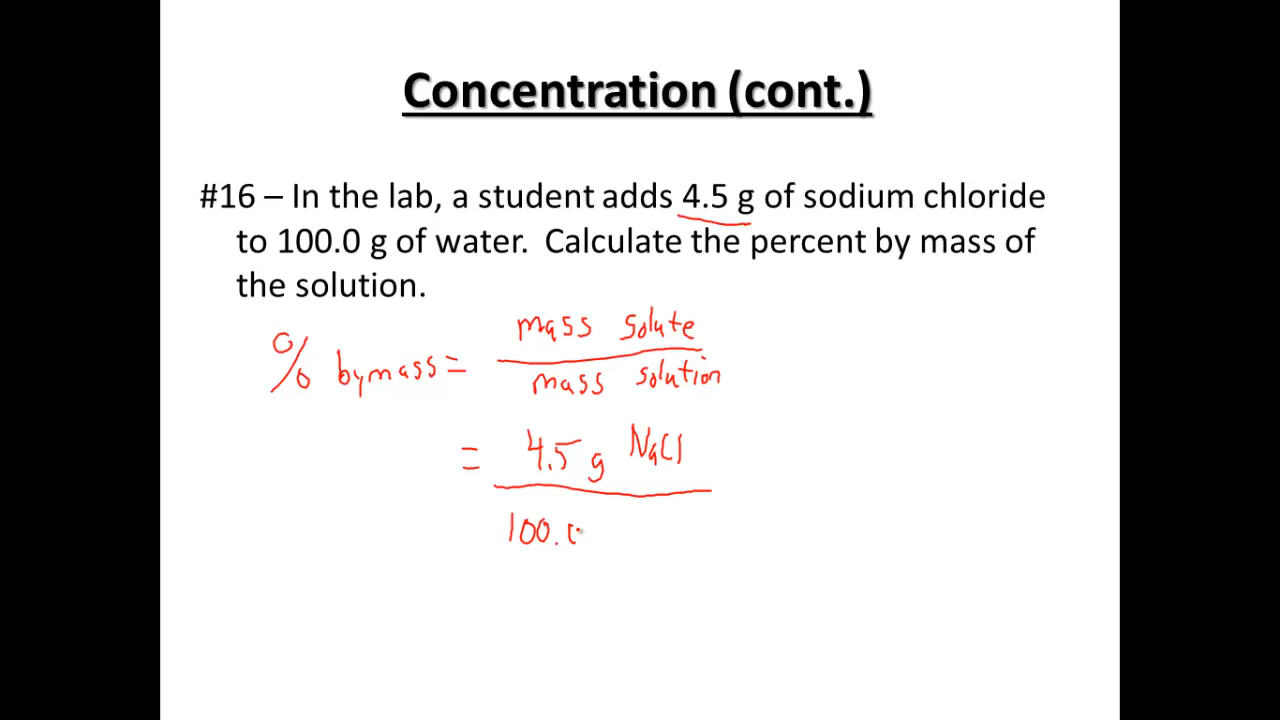 Concentration (cont.)
#16 – In the lab, a student adds 4.5 g of sodium chloride
to 100.0 g of water. Calculate the percent by mass of
the solution.
% by mass = mass solute
mass solution
= 4.5 g NaCl
100.0